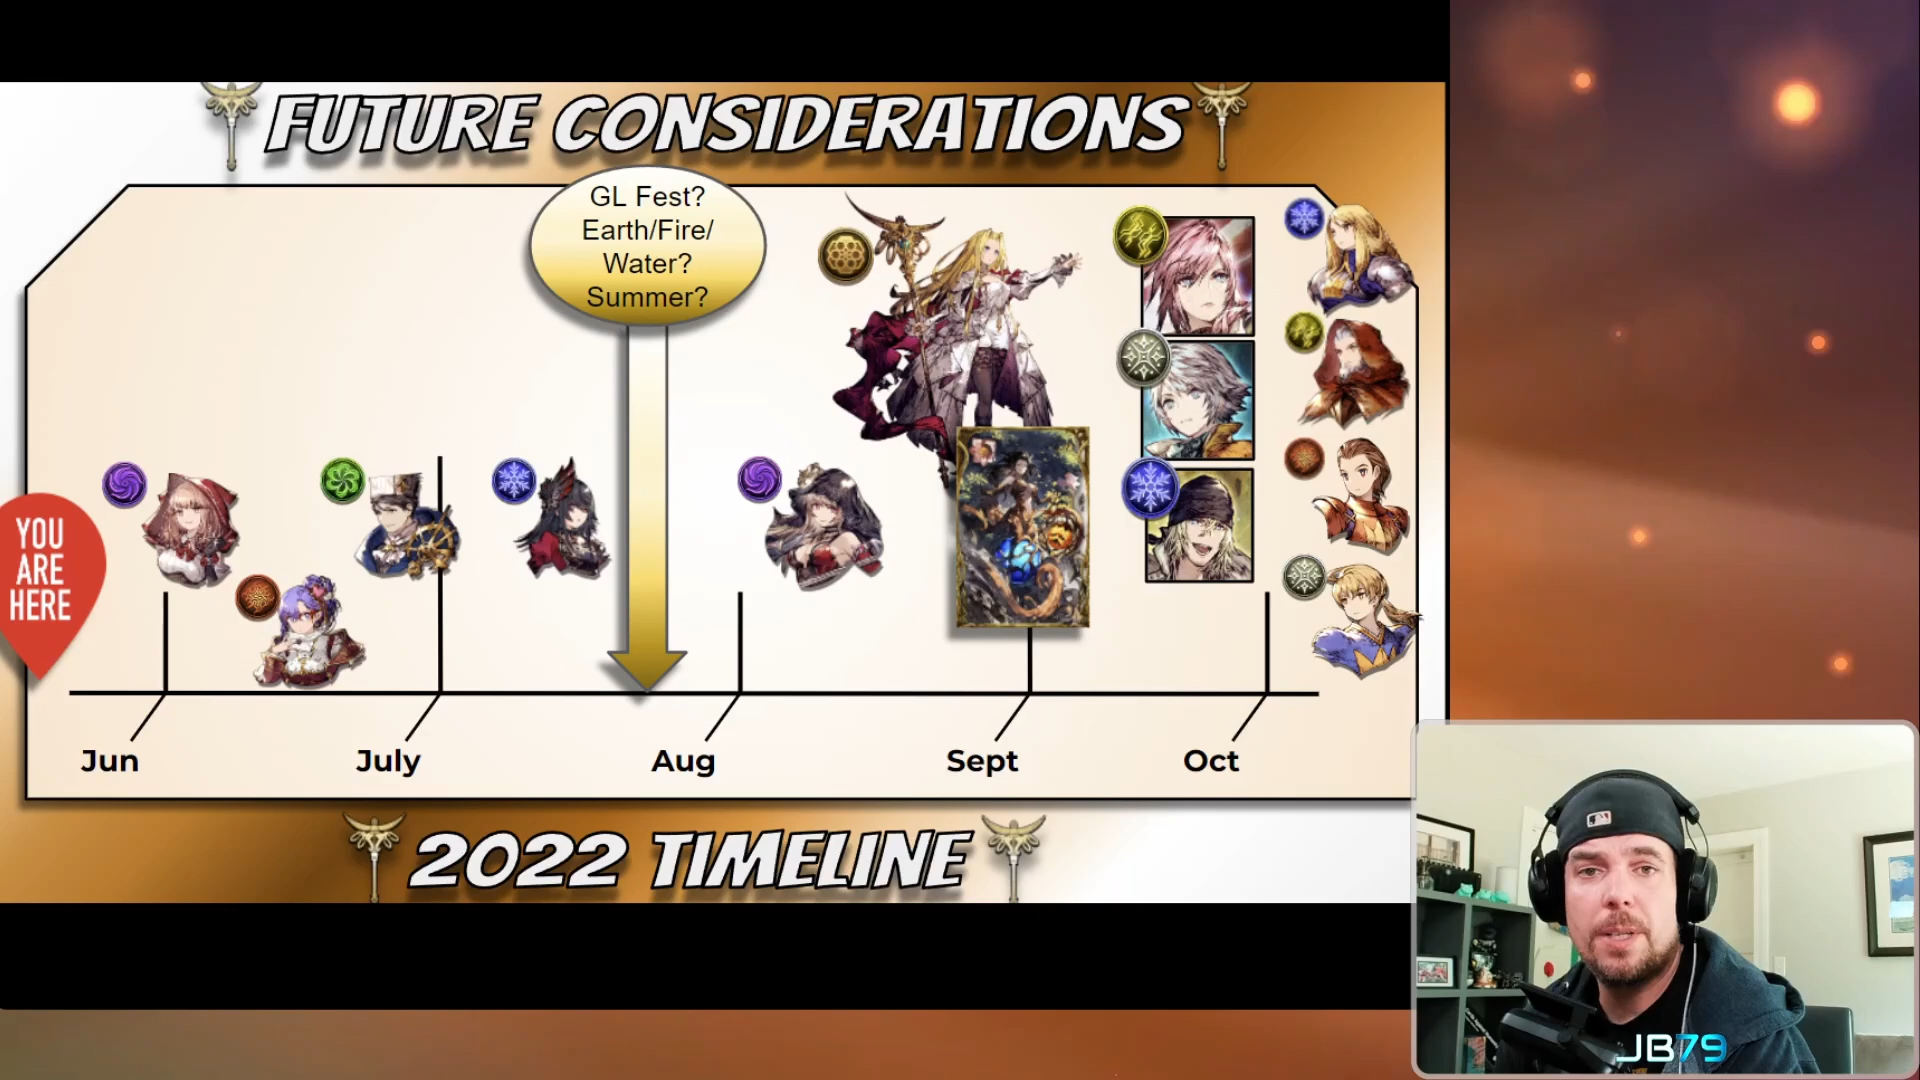 FUTURE CONSIDERATIONS
GL Fest?
Earth/Fire/
Water?
Summer?
YOU
ARE
HERE
Jun
July
Aug
Sept
Oct
2022 TIMELINE
JB79